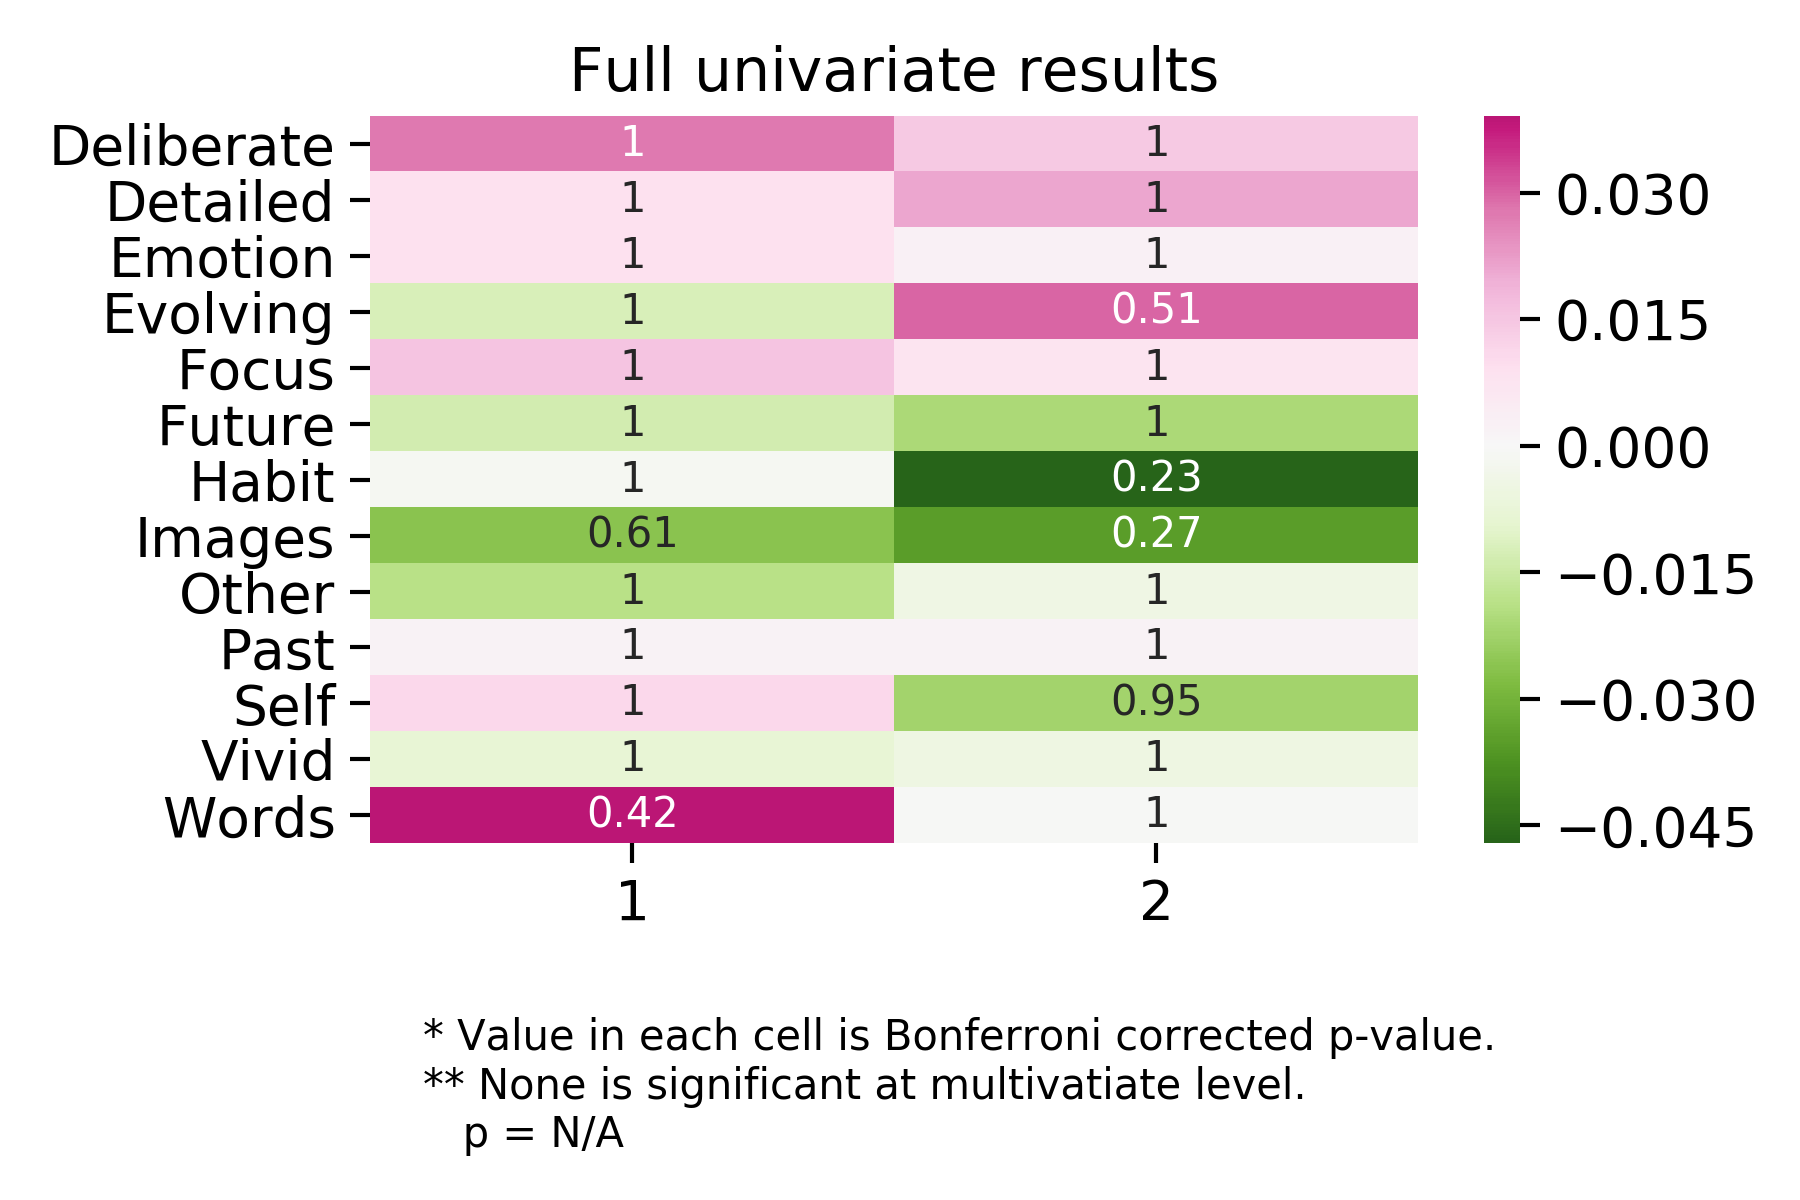 Full univariate results
Deliberate 1 1 0.030
Detailed 1 1
Emotion 1 1
Evolving 1 0.51 0.015
Focus 1 1
Future 1 1 0.000
Habit 1 0.23
Images 0.61 0.27
Other 1 1 −0.015
Past 1 1
Self 1 0.95 −0.030
Vivid 1 1
Words 0.42 1 −0.045
1 2
* Value in each cell is Bonferroni corrected p-value.
** None is significant at multivatiate level.
p = N/A